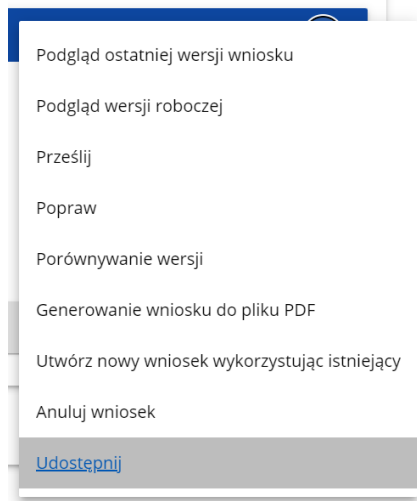 Podgląd ostatniej wersji wniosku
Podgląd wersji roboczej
Prześlij
Popraw
Porównywanie wersji
Generowanie wniosku do pliku PDF
Utwórz nowy wniosek wykorzystując istniejący
Anuluj wniosek
Udostępnij